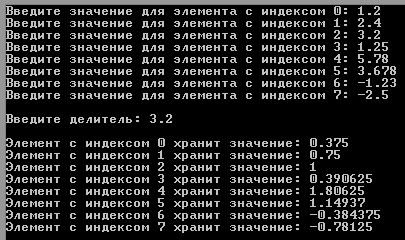 Введите значение для элемента с индексом 0: 1.2
Введите значение для элемента с индексом 1: 2.4
Введите значение для элемента с индексом 2: 3.2
Введите значение для элемента с индексом 3: 1.25
Введите значение для элемента с индексом 4: 5.78
Введите значение для элемента с индексом 5: 3.678
Введите значение для элемента с индексом 6: -1.23
Введите значение для элемента с индексом 7: -2.5
Введите делитель: 3.2
Элемент с индексом 0 хранит значение: 0.375
Элемент с индексом 1 хранит значение: 0.75
Элемент с индексом 2 хранит значение: 1
Элемент с индексом 3 хранит значение: 0.390625
Элемент с индексом 4 хранит значение: 1.80625
Элемент с индексом 5 хранит значение: 1.14937
Элемент с индексом 6 хранит значение: -0.384375
Элемент с индексом 7 хранит значение: -0.78125